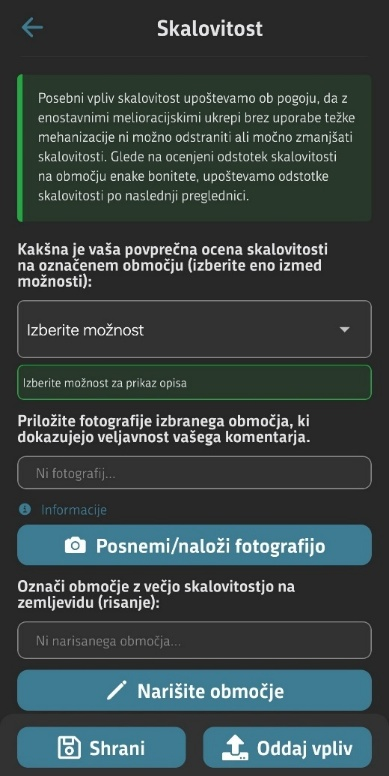 Skalovitost
Posebni vpliv skalovitost upoštevamo ob pogoju, da z
enostavnimi melioracijskimi ukrepi brez uporabe težke
mehanizacije ni možno odstraniti ali močno zmanjšati
skalovitosti. Glede na ocenjeni odstotek skalovitosti
na območju enake bonitete, upoštevamo odstotke
skalovitosti po naslednji preglednici.
Kakšna je vaša povprečna ocena skalovitosti
na označenem območju (izberite eno izmed
možnosti):
Izberite možnost
Izberite možnost za prikaz opisa
Priložite fotografije izbranega območja, ki
dokazujejo veljavnost vašega komentarja.
Ni fotografij...
Informacije
Posnemi/naloži fotografijo
Označi območje z večjo skalovitostjo na
zemljevidu (risanje):
Ni narisanega območja...
Narišite območje
Shrani
Oddaj vpliv